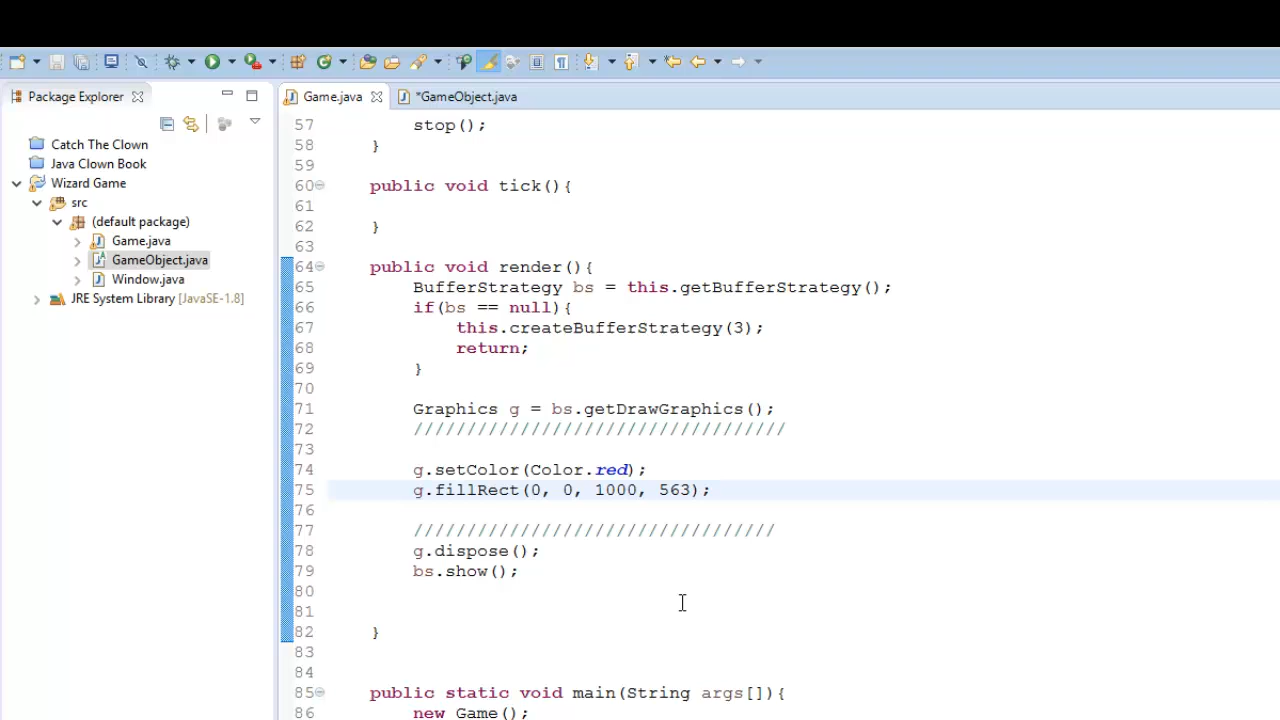 Package Explorer
Game.java
*GameObject.java
Catch The Clown
Java Clown Book
Wizard Game
src
(default package)
Game.java
GameObject.java
Window.java
JRE System Library [JavaSE-1.8]
57 stop();
58 }
59
60 public void tick(){
61
62 }
63
64 public void render(){
65 BufferStrategy bs = this.getBufferStrategy();
66 if(bs == null){
67 this.createBufferStrategy(3);
68 return;
69 }
70
71 Graphics g = bs.getDrawGraphics();
72 ///////////////////////////////////
73
74 g.setColor(Color.red);
75 g.fillRect(0, 0, 1000, 563);
76
77 //////////////////////////////////
78 g.dispose();
79 bs.show();
80
81
82 }
83
84
85 public static void main(String args[]){
86 new Game();